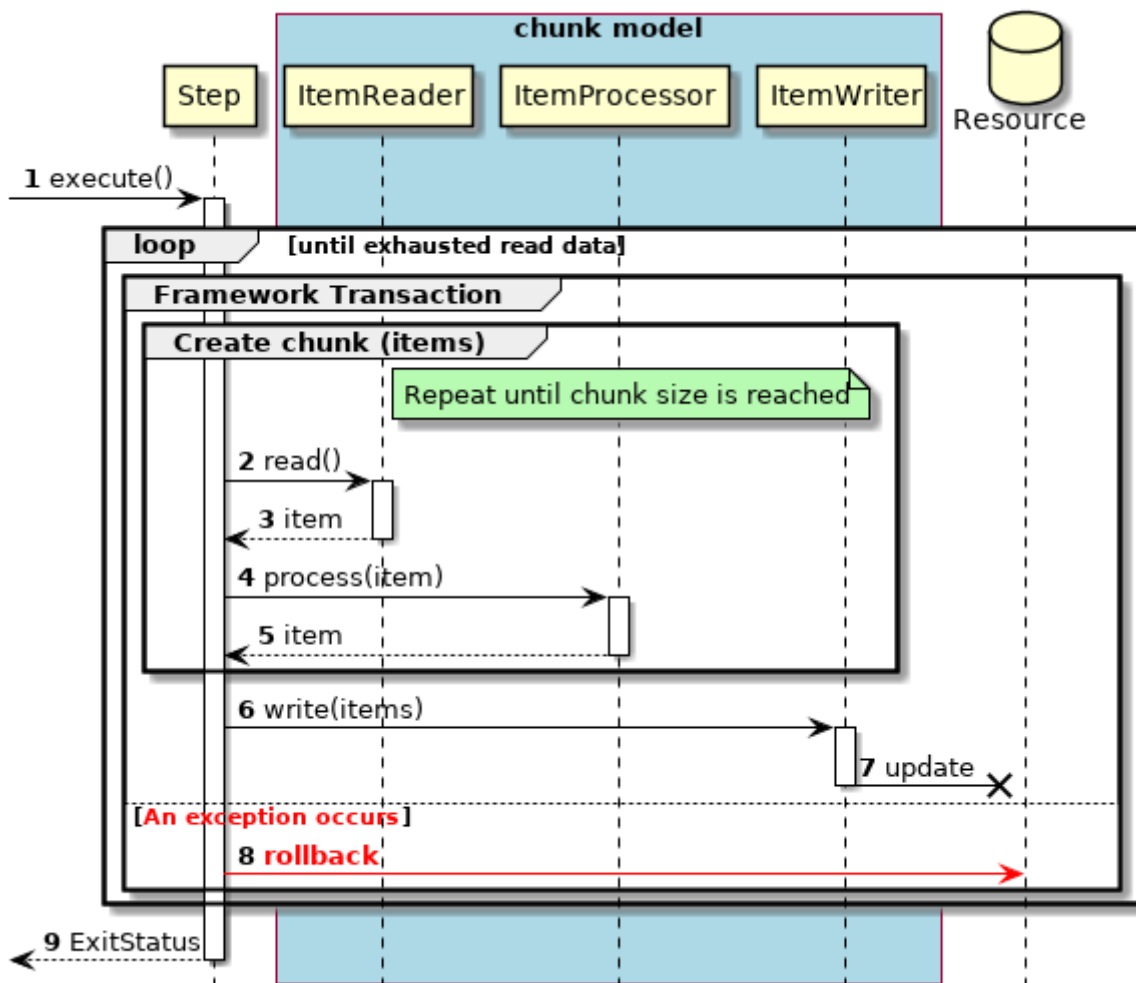 chunk model
Step
ItemReader
ItemProcessor
ItemWriter
Resource
1 execute()
loop
[until exhausted read data]
Framework Transaction
Create chunk (items)
Repeat until chunk size is reached
2 read()
3 item
4 process(item)
5 item
6 write(items)
7 update
[An exception occurs]
8 rollback
9 ExitStatus